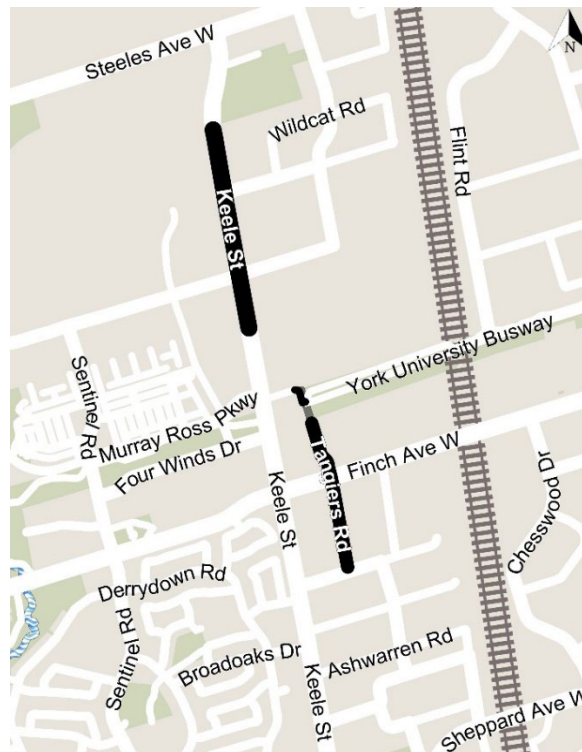 Steeles Ave W
N
Wildcat Rd
Flint Rd
Keele St
York University Busway
Sentinel Rd
Murray Ross Pkwy
Four Winds Dr
Tangiers Rd
Finch Ave W
Keele St
Chesswood Dr
Derrydown Rd
Sentinel Rd
Broadoaks Dr
Ashwarren Rd
Keele St
Sheppard Ave W